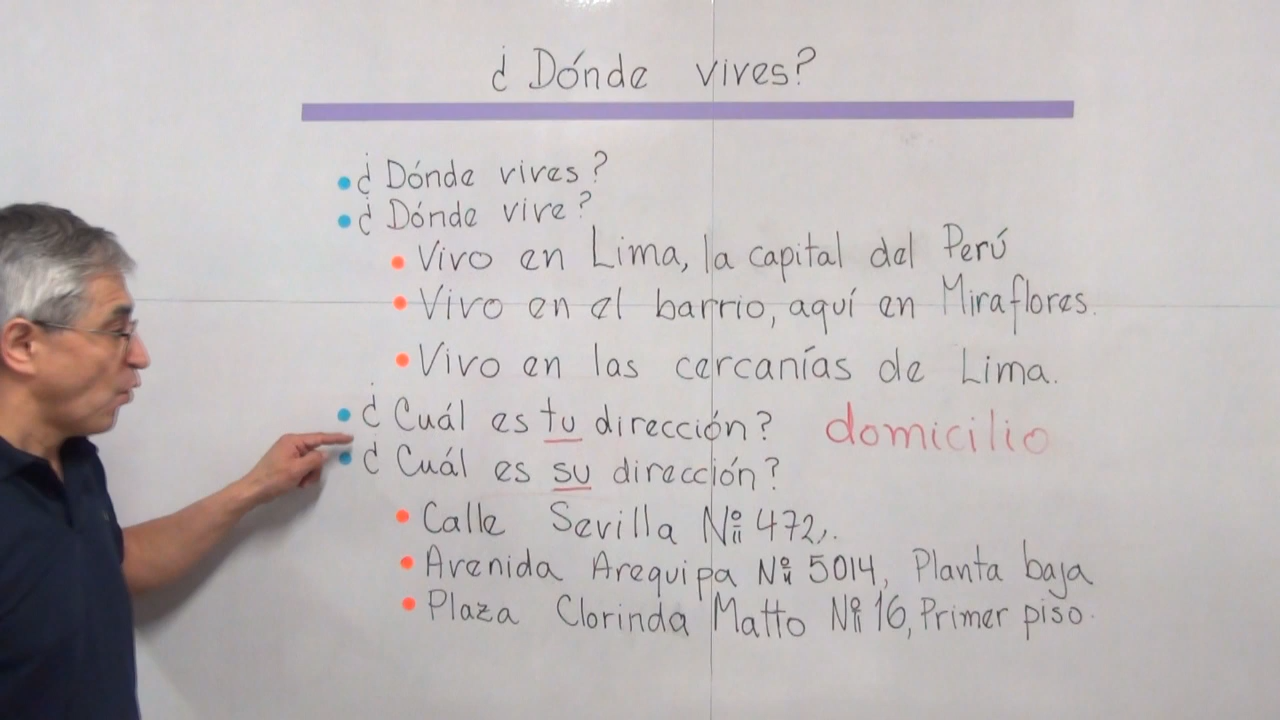 ¿Dónde vives?
¿Dónde vives?
¿Dónde vive?
Vivo en Lima, la capital del Perú
Vivo en el barrio, aquí en Miraflores.
Vivo en las cercanías de Lima.
¿Cuál es tu dirección? domicilio
¿Cuál es su dirección?
Calle Sevilla Nº 472,.
Avenida Arequipa Nº 5014, Planta baja
Plaza Clorinda Matto Nº 16, Primer piso.